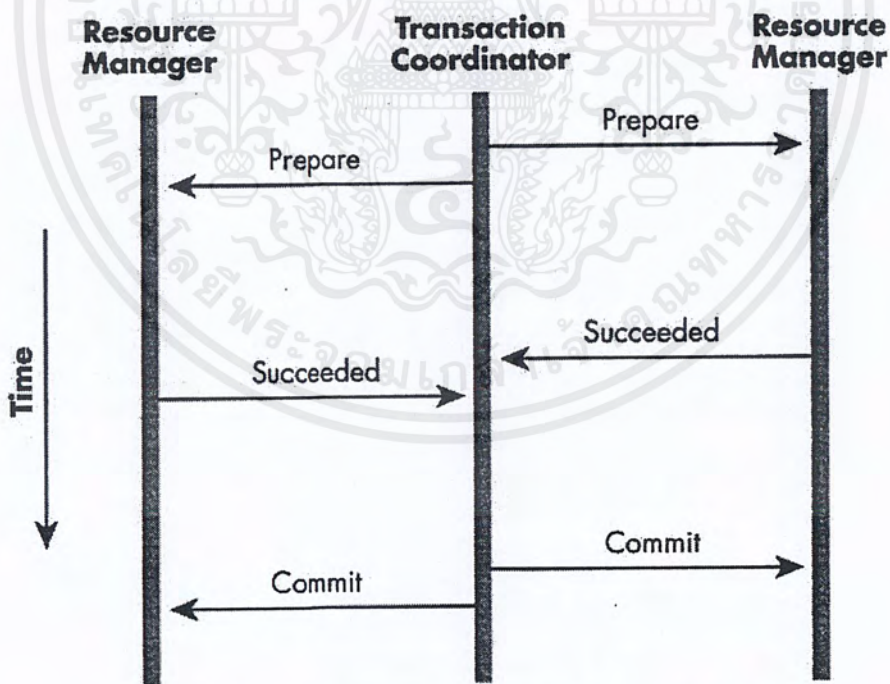 Resource
Manager
Transaction
Coordinator
Resource
Manager
Prepare
Prepare
Succeeded
Succeeded
Time
Commit
Commit